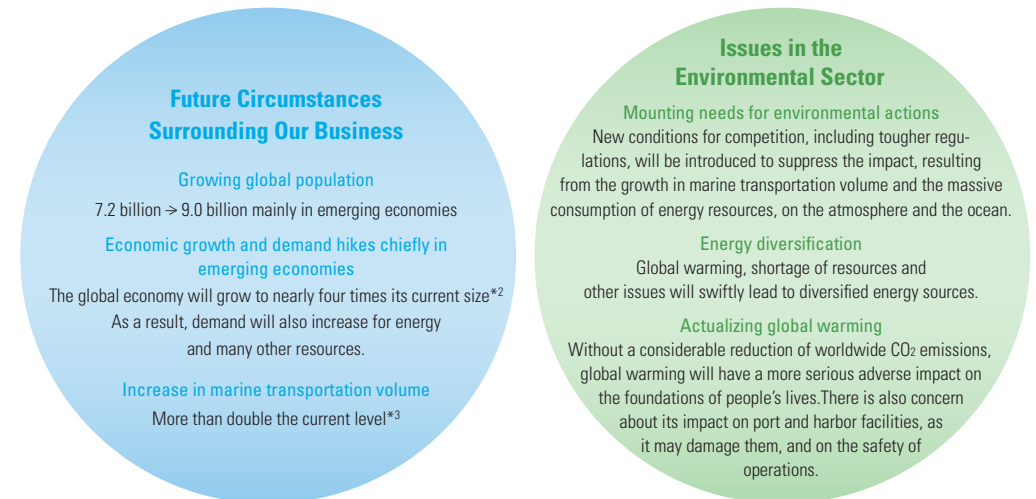 Future Circumstances
Surrounding Our Business
Growing global population
7.2 billion → 9.0 billion mainly in emerging economies
Economic growth and demand hikes chiefly in
emerging economies
The global economy will grow to nearly four times its current size*2
As a result, demand will also increase for energy
and many other resources.
Increase in marine transportation volume
More than double the current level*3
Issues in the
Environmental Sector
Mounting needs for environmental actions
New conditions for competition, including tougher regu-
lations, will be introduced to suppress the impact, resulting
from the growth in marine transportation volume and the massive
consumption of energy resources, on the atmosphere and the ocean.
Energy diversification
Global warming, shortage of resources and
other issues will swiftly lead to diversified energy sources.
Actualizing global warming
Without a considerable reduction of worldwide CO2 emissions,
global warming will have a more serious adverse impact on
the foundations of people's lives.There is also concern
about its impact on port and harbor facilities, as
it may damage them, and on the safety of
operations.